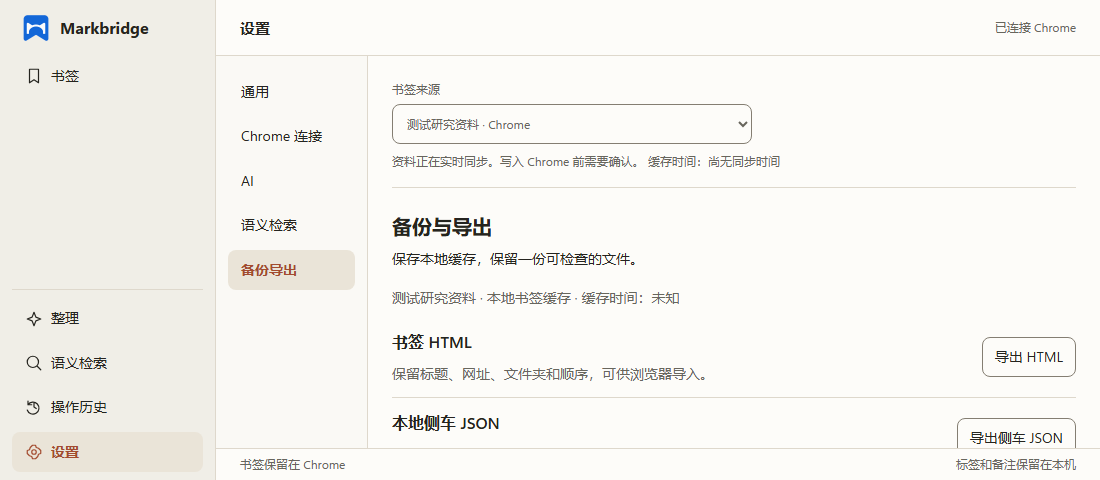 Markbridge
书签
整理
语义检索
操作历史
设置
设置
已连接 Chrome
通用
Chrome 连接
AI
语义检索
备份导出
书签来源
测试研究资料 · Chrome
资料正在实时同步。写入 Chrome 前需要确认。 缓存时间：尚无同步时间
备份与导出
保存本地缓存，保留一份可检查的文件。
测试研究资料 · 本地书签缓存 · 缓存时间：未知
书签 HTML
保留标题、网址、文件夹和顺序，可供浏览器导入。
导出 HTML
本地侧车 JSON
导出侧车 JSON
书签保留在 Chrome
标签和备注保留在本机